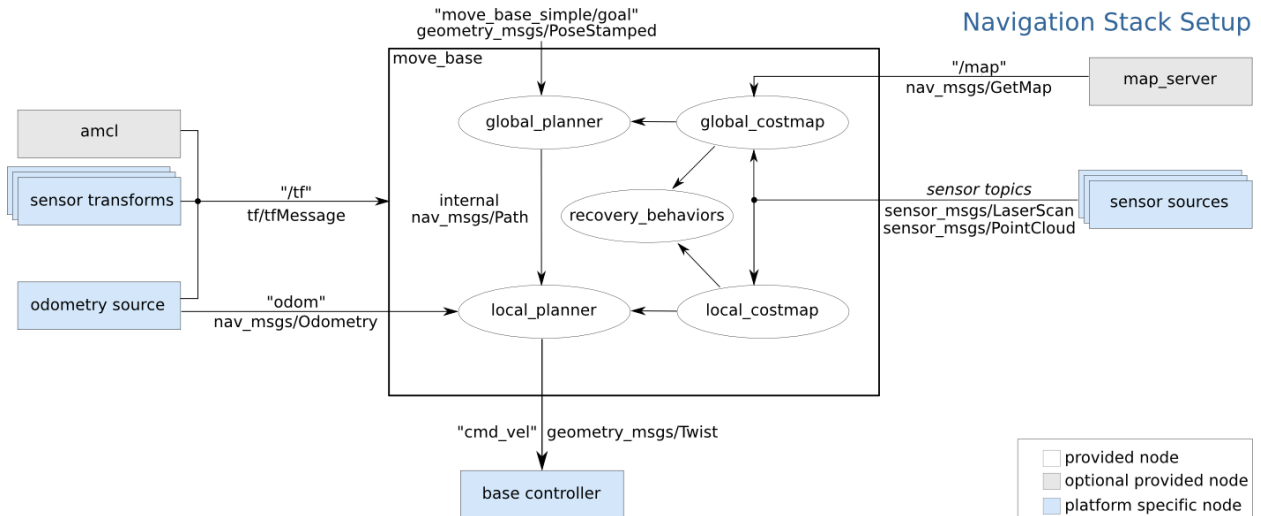 Navigation Stack Setup
"move_base_simple/goal"
geometry_msgs/PoseStamped
move_base
"/map"
nav_msgs/GetMap
map_server
amcl
global_planner
global_costmap
sensor transforms
"/tf"
tf/tfMessage
internal
nav_msgs/Path
recovery_behaviors
sensor topics
sensor_msgs/LaserScan
sensor_msgs/PointCloud
sensor sources
odometry source
"odom"
nav_msgs/Odometry
local_planner
local_costmap
"cmd_vel" geometry_msgs/Twist
base controller
provided node
optional provided node
platform specific node